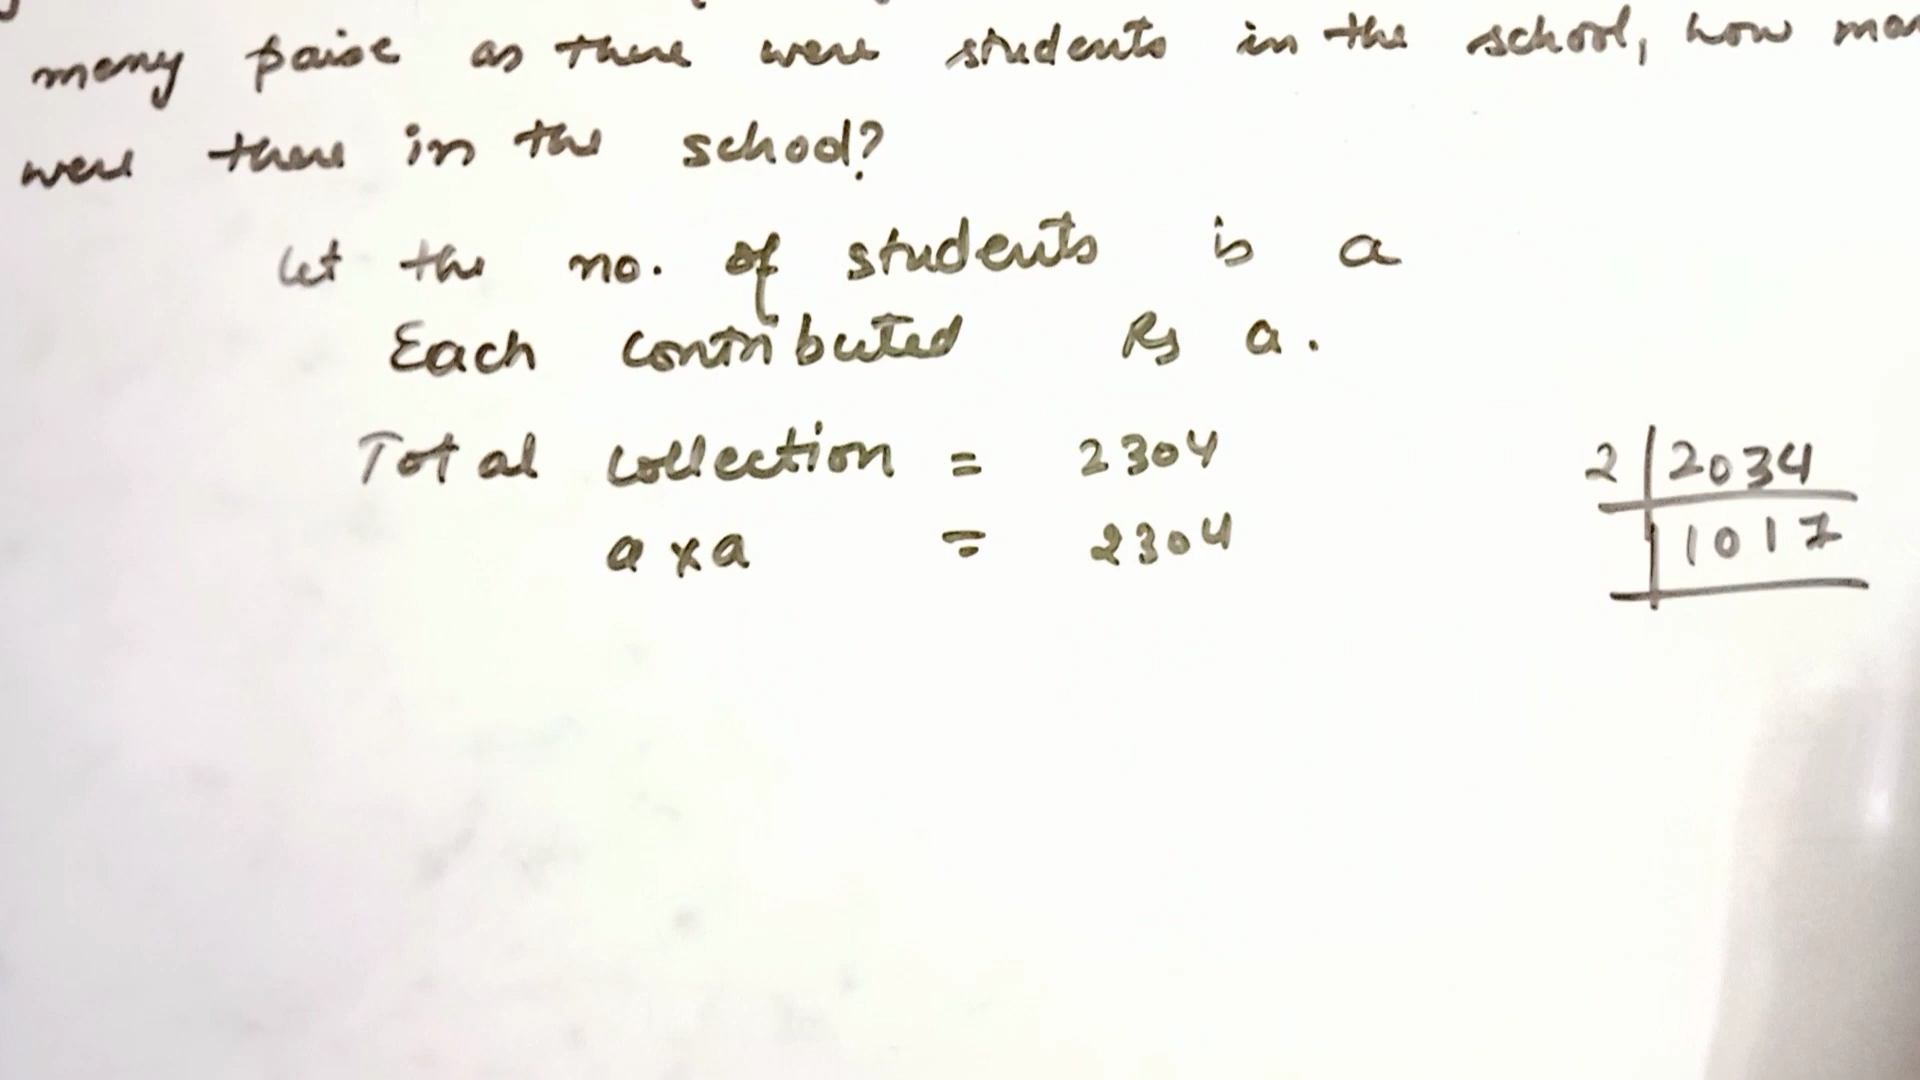 many paise as there were students in the school, how
were there in the school?
Let the no. of students is a
Each contributed Rs a.
Total collection = 2304
a x a = 2304
2 | 2034
1017